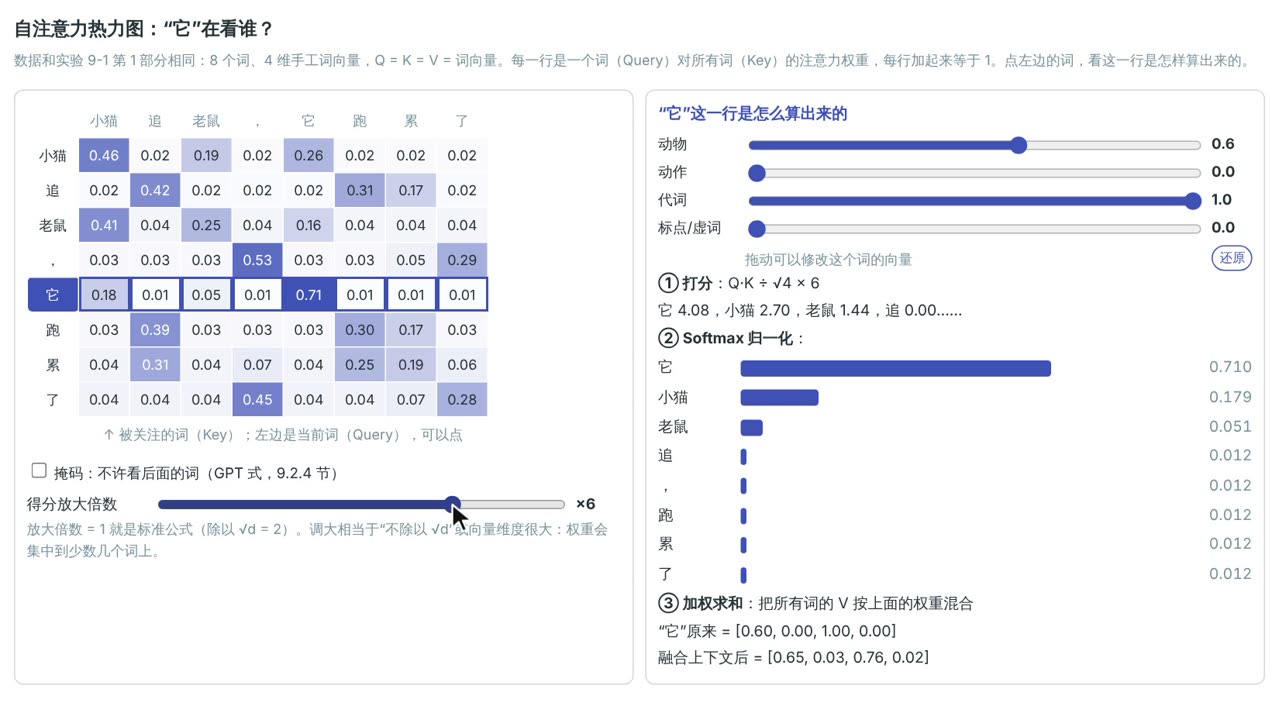 自注意力热力图：“它”在看谁？
数据和实验 9-1 第 1 部分相同：8 个词、4 维手工词向量，Q = K = V = 词向量。每一行是一个词（Query）对所有词（Key）的注意力权重，每行加起来等于 1。点左边的词，看这一行是怎样算出来的。
小猫 追 老鼠 ， 它 跑 累 了
小猫 0.46 0.02 0.19 0.02 0.26 0.02 0.02 0.02
追 0.02 0.42 0.02 0.02 0.02 0.31 0.17 0.02
老鼠 0.41 0.04 0.25 0.04 0.16 0.04 0.04 0.04
， 0.03 0.03 0.03 0.53 0.03 0.03 0.05 0.29
它 0.18 0.01 0.05 0.01 0.71 0.01 0.01 0.01
跑 0.03 0.39 0.03 0.03 0.03 0.30 0.17 0.03
累 0.04 0.31 0.04 0.07 0.04 0.25 0.19 0.06
了 0.04 0.04 0.04 0.45 0.04 0.04 0.07 0.28
↑ 被关注的词（Key）；左边是当前词（Query），可以点
掩码：不许看后面的词（GPT 式，9.2.4 节）
得分放大倍数 ×6
放大倍数 = 1 就是标准公式（除以 √d = 2）。调大相当于“不除以 √d”或向量维度很大：权重会
集中到少数几个词上。
“它”这一行是怎么算出来的
动物 0.6
动作 0.0
代词 1.0
标点/虚词 0.0
拖动可以修改这个词的向量 还原
① 打分：Q·K ÷ √4 × 6
它 4.08，小猫 2.70，老鼠 1.44，追 0.00……
② Softmax 归一化：
它 0.710
小猫 0.179
老鼠 0.051
追 0.012
， 0.012
跑 0.012
累 0.012
了 0.012
③ 加权求和：把所有词的 V 按上面的权重混合
“它”原来 = [0.60, 0.00, 1.00, 0.00]
融合上下文后 = [0.65, 0.03, 0.76, 0.02]